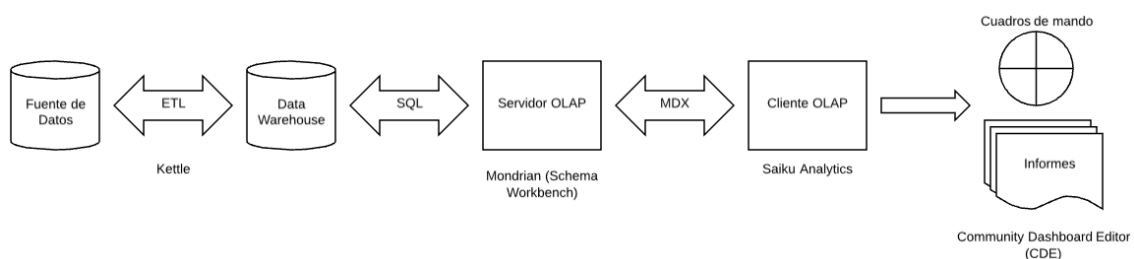 Cuadros de mando
Fuente de
Datos
ETL
Data
Warehouse
SQL
Servidor OLAP
MDX
Cliente OLAP
Informes
Kettle
Mondrian (Schema
Workbench)
Saiku Analytics
Community Dashboard Editor
(CDE)